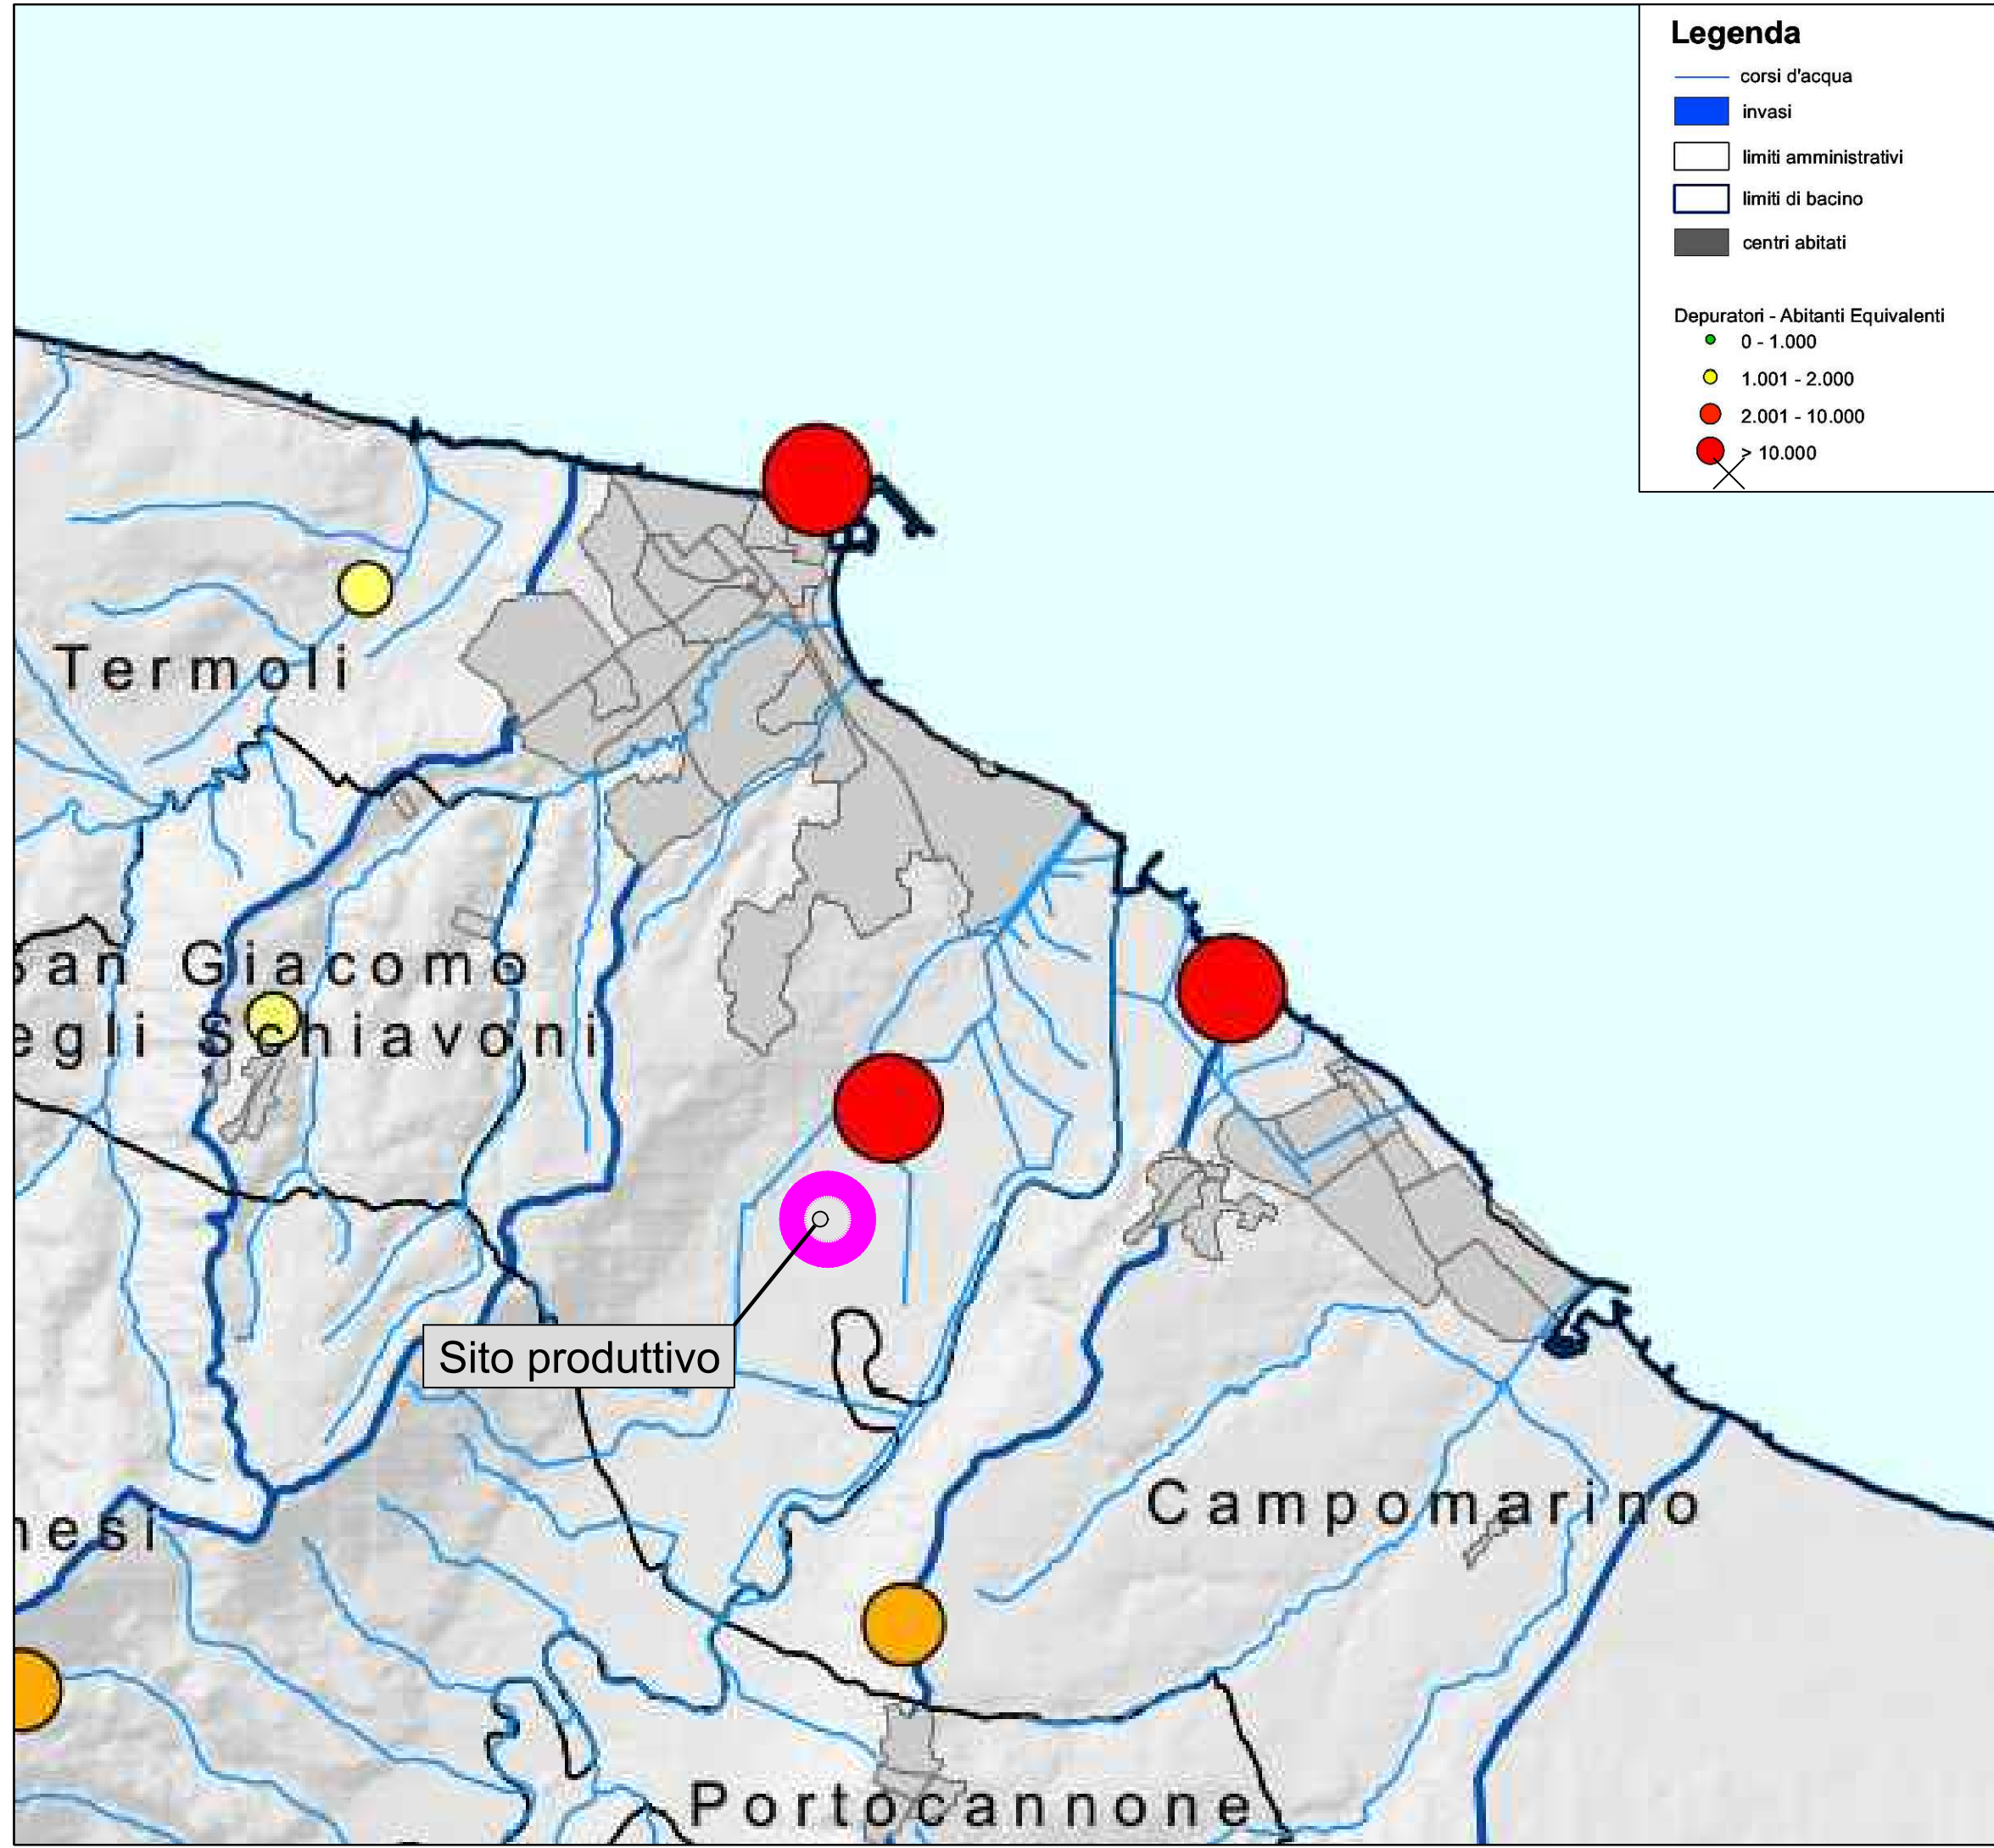 Legenda
corsi d'acqua
invasi
limiti amministrativi
limiti di bacino
centri abitati
Depuratori - Abitanti Equivalenti
0 - 1.000
1.001 - 2.000
2.001 - 10.000
> 10.000
Termoli
San Giacomo
egli Schiavoni
Sito produttivo
Campomarino
nesi
Portocannone